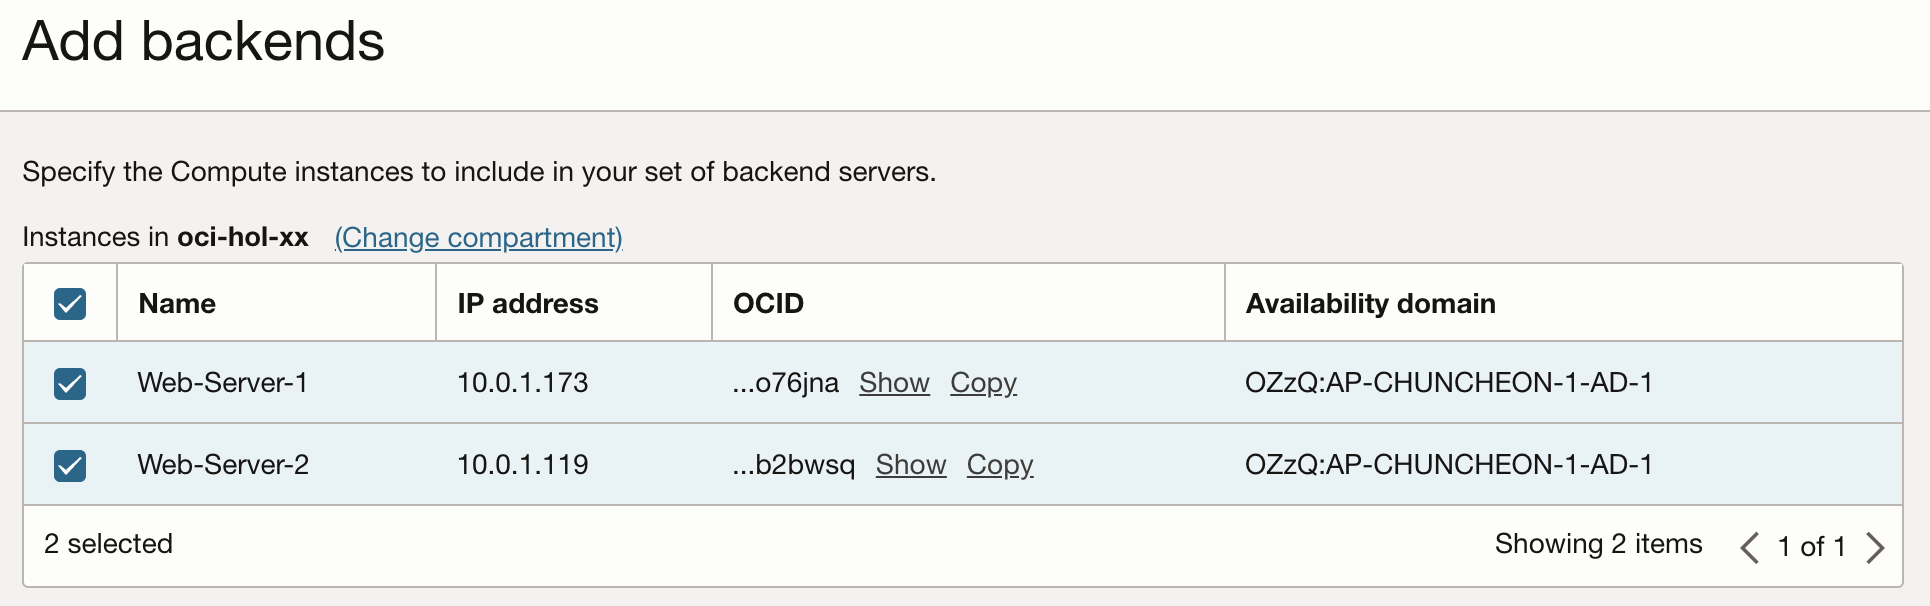 Add backends
Specify the Compute instances to include in your set of backend servers.
Instances in oci-hol-xx (Change compartment)
Name IP address OCID Availability domain
Web-Server-1 10.0.1.173 ...o76jna Show Copy OZzQ:AP-CHUNCHEON-1-AD-1
Web-Server-2 10.0.1.119 ...b2bwsq Show Copy OZzQ:AP-CHUNCHEON-1-AD-1
2 selected Showing 2 items 1 of 1